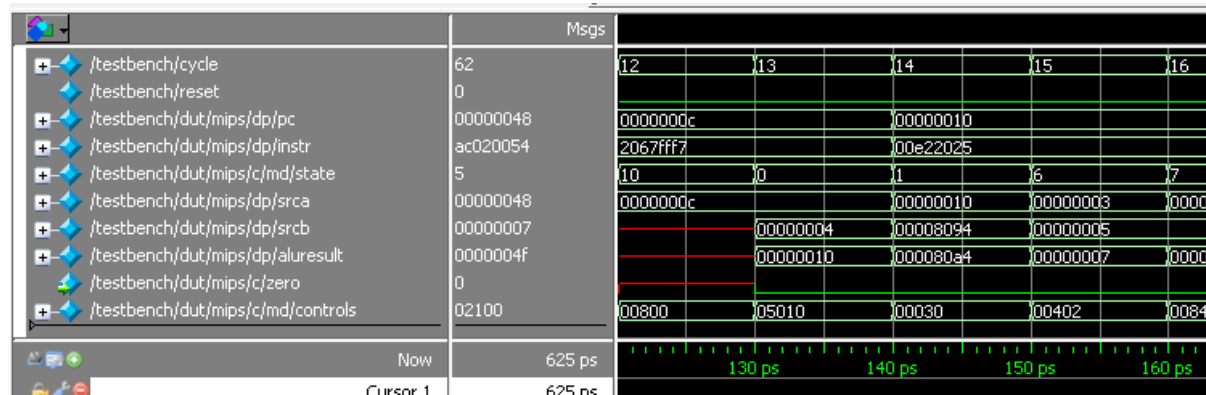 Msgs
/testbench/cycle 62 12 13 14 15 16
/testbench/reset 0
/testbench/dut/mips/dp/pc 00000048 0000000c 00000010
/testbench/dut/mips/dp/instr ac020054 2067fff7 00e22025
/testbench/dut/mips/c/md/state 5 10 0 1 6 7
/testbench/dut/mips/dp/srca 00000048 0000000c 00000010 00000003 0000
/testbench/dut/mips/dp/srcb 00000007 00000004 00008094 00000005
/testbench/dut/mips/dp/aluresult 0000004f 00000010 000080a4 00000007 0000
/testbench/dut/mips/c/zero 0
/testbench/dut/mips/c/md/controls 02100 00800 05010 00030 00402 0084
Now 625 ps 130 ps 140 ps 150 ps 160 ps
Cursor 1 625 ps